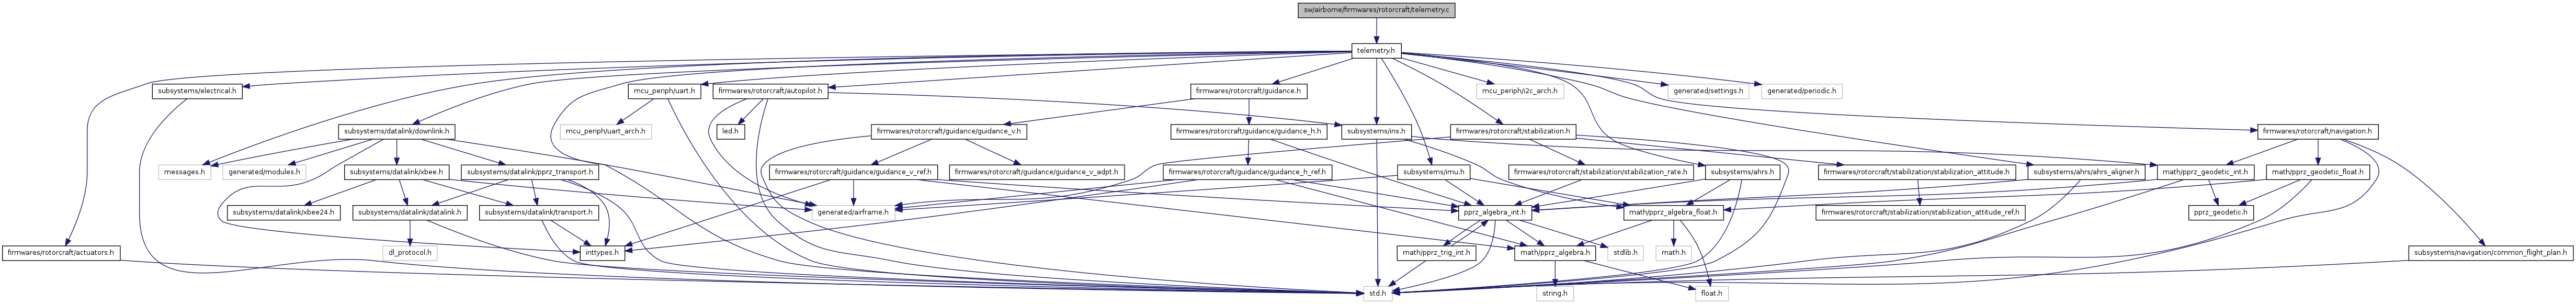 sw/airborne/firmwares/rotorcraft/telemetry.c
telemetry.h
subsystems/electrical.h
mcu_periph/uart.h
firmwares/rotorcraft/autopilot.h
firmwares/rotorcraft/guidance.h
mcu_periph/i2c_arch.h
generated/settings.h
generated/periodic.h
subsystems/datalink/downlink.h
mcu_periph/uart_arch.h
led.h
firmwares/rotorcraft/guidance/guidance_v.h
firmwares/rotorcraft/guidance/guidance_h.h
subsystems/ins.h
firmwares/rotorcraft/stabilization.h
firmwares/rotorcraft/navigation.h
messages.h
generated/modules.h
subsystems/datalink/xbee.h
subsystems/datalink/pprz_transport.h
firmwares/rotorcraft/guidance/guidance_v_ref.h
firmwares/rotorcraft/guidance/guidance_v_adpt.h
firmwares/rotorcraft/guidance/guidance_h_ref.h
subsystems/imu.h
firmwares/rotorcraft/stabilization/stabilization_rate.h
subsystems/ahrs.h
firmwares/rotorcraft/stabilization/stabilization_attitude.h
subsystems/ahrs/ahrs_aligner.h
math/pprz_geodetic_int.h
math/pprz_geodetic_float.h
subsystems/datalink/xbee24.h
subsystems/datalink/datalink.h
subsystems/datalink/transport.h
generated/airframe.h
pprz_algebra_int.h
math/pprz_algebra_float.h
firmwares/rotorcraft/stabilization/stabilization_attitude_ref.h
pprz_geodetic.h
firmwares/rotorcraft/actuators.h
dl_protocol.h
inttypes.h
math/pprz_trig_int.h
math/pprz_algebra.h
stdlib.h
math.h
subsystems/navigation/common_flight_plan.h
std.h
string.h
float.h